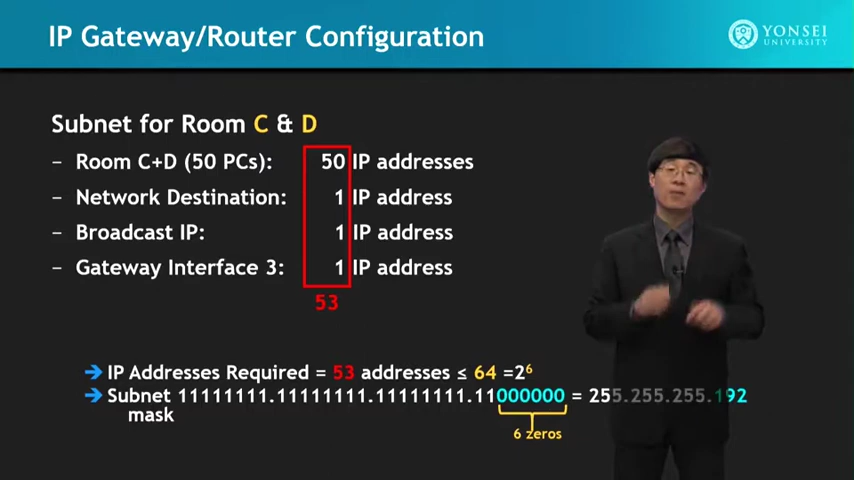 IP Gateway/Router Configuration
YONSEI
UNIVERSITY
Subnet for Room C & D
– Room C+D (50 PCs): 50 IP addresses
– Network Destination: 1 IP address
– Broadcast IP: 1 IP address
– Gateway Interface 3: 1 IP address
53
➔ IP Addresses Required = 53 addresses ≤ 64 =2⁶
➔ Subnet 11111111.11111111.11111111.11000000 = 255.255.255.192
mask
6 zeros